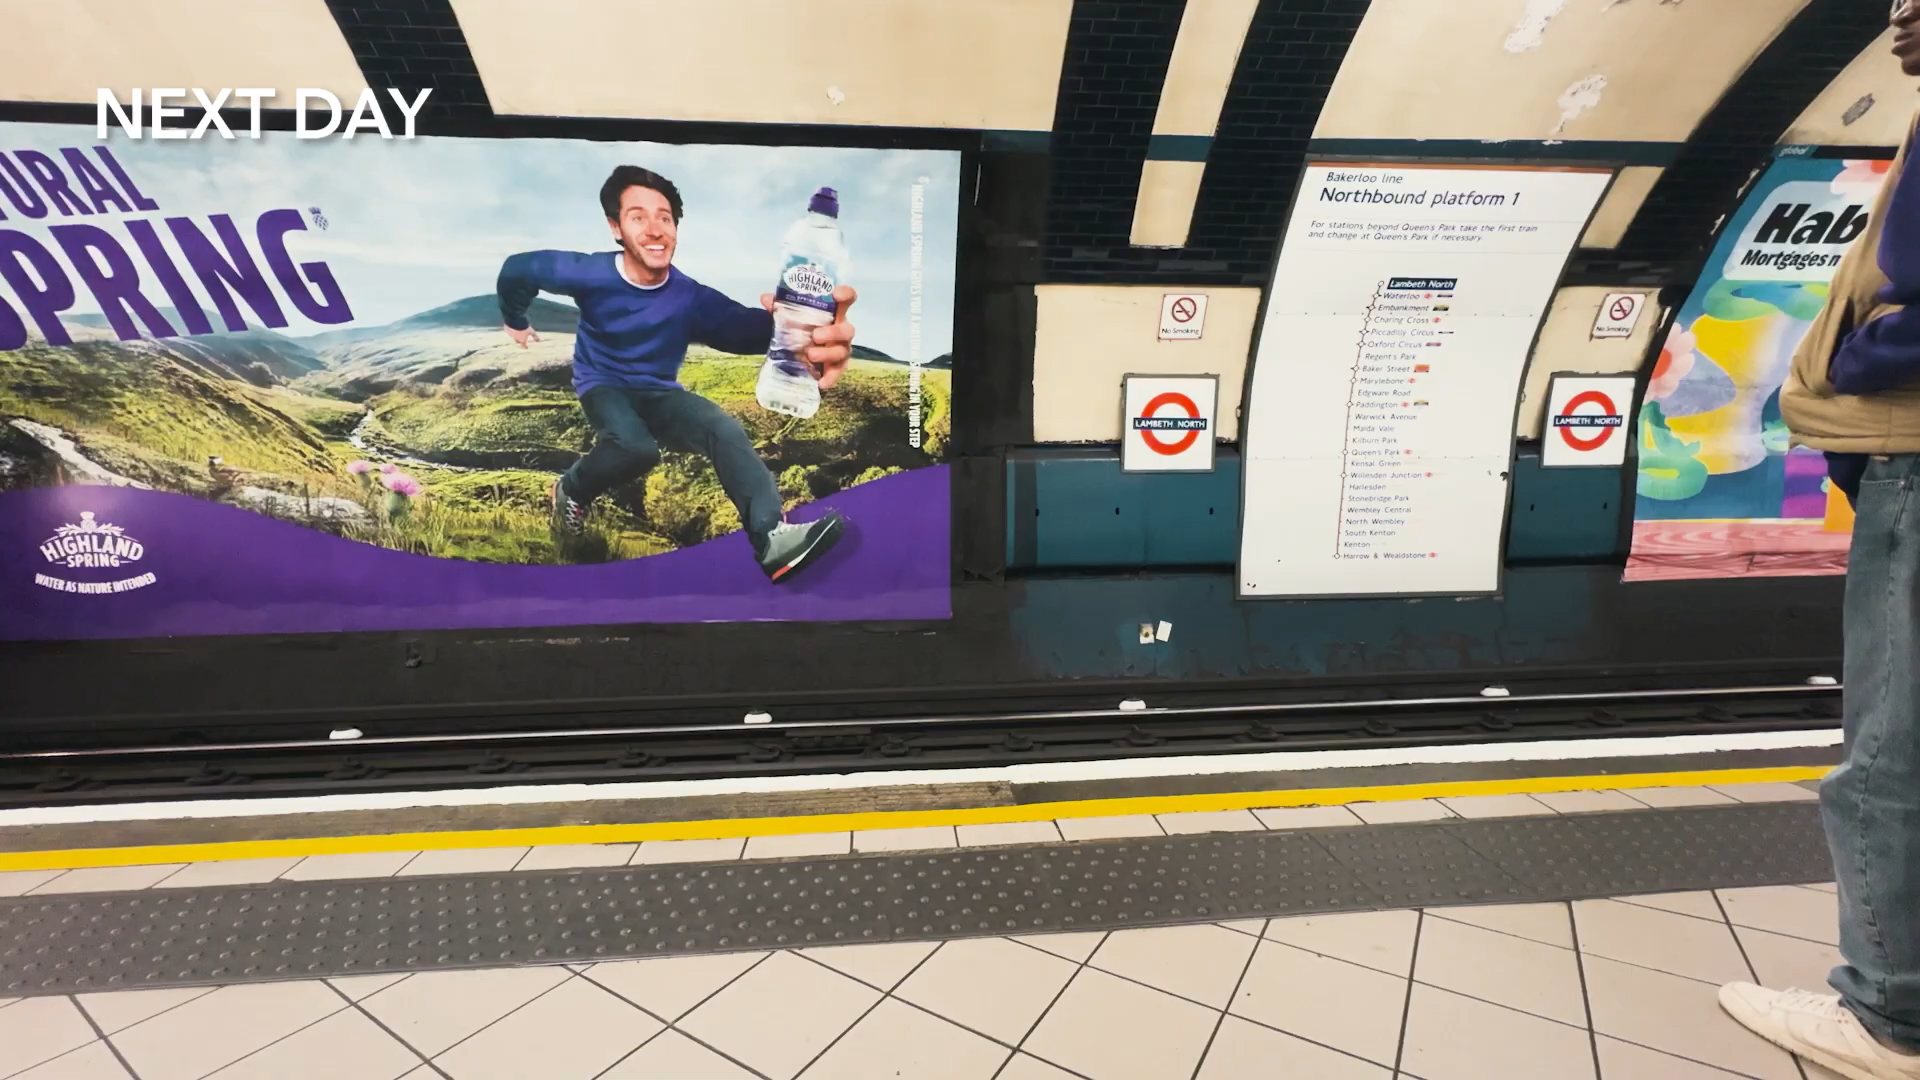 NEXT DAY
URAL
SPRING
HIGHLAND
SPRING
WATER AS NATURE INTENDED
HIGHLAND
SPRING
Bakerloo line
Northbound platform 1
For stations beyond Queen's Park take the first train
and change at Queen's Park if necessary.
Lambeth North
Waterloo
Embankment
Charing Cross
Piccadilly Circus
Oxford Circus
Regent's Park
Baker Street
Marylebone
Edgware Road
Paddington
Warwick Avenue
Maida Vale
Kilburn Park
Queen's Park
Kensal Green
Willesden Junction
Harlesden
Stonebridge Park
Wembley Central
North Wembley
South Kenton
Kenton
Harrow & Wealdstone
No Smoking
LAMBETH NORTH
No Smoking
LAMBETH NORTH
global
Hab
Mortgages m